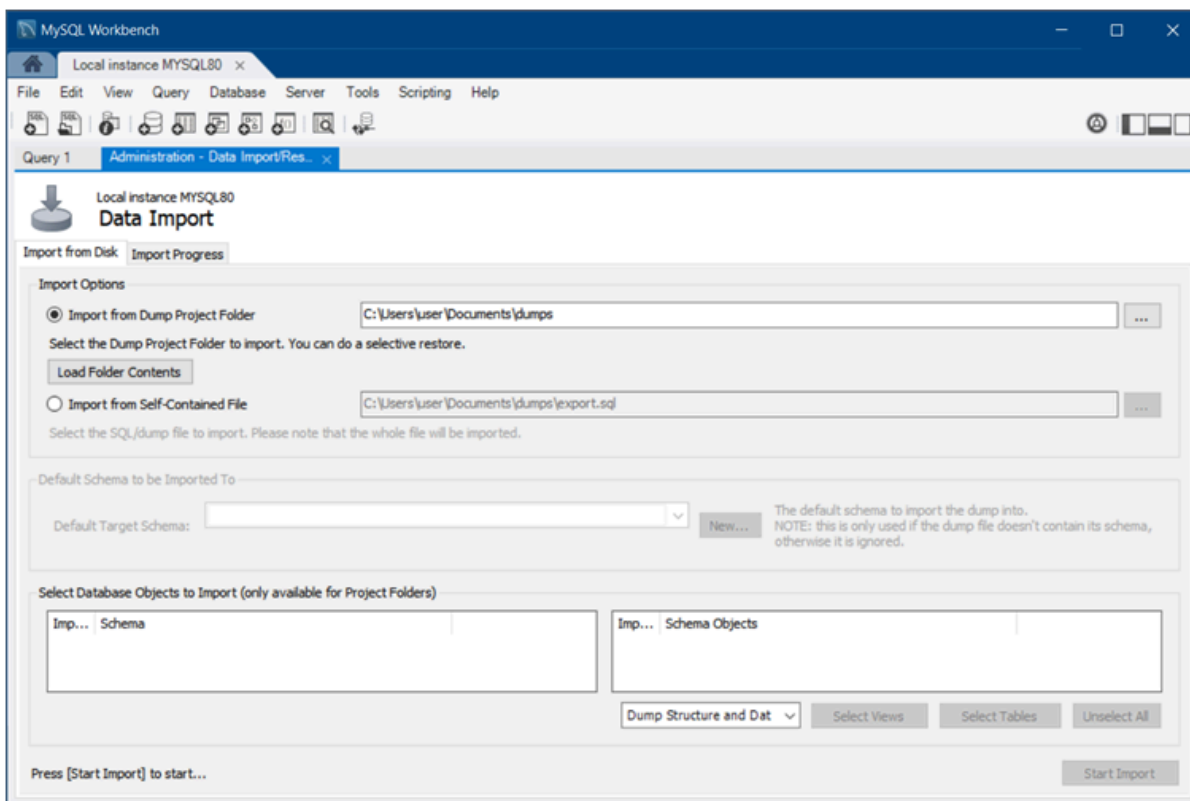 MySQL Workbench
Local instance MYSQL80
File Edit View Query Database Server Tools Scripting Help
Query 1 Administration - Data Import/Res..
Local instance MYSQL80
Data Import
Import from Disk Import Progress
Import Options
Import from Dump Project Folder C:\Users\user\Documents\dumps ...
Select the Dump Project Folder to import. You can do a selective restore.
Load Folder Contents
Import from Self-Contained File C:\Users\user\Documents\dumps\export.sql ...
Select the SQL/dump file to import. Please note that the whole file will be imported.
Default Schema to be Imported To
Default Target Schema: New...
The default schema to import the dump into.
NOTE: this is only used if the dump file doesn't contain its schema,
otherwise it is ignored.
Select Database Objects to Import (only available for Project Folders)
Imp... Schema Imp... Schema Objects
Dump Structure and Dat Select Views Select Tables Unselect All
Press [Start Import] to start... Start Import